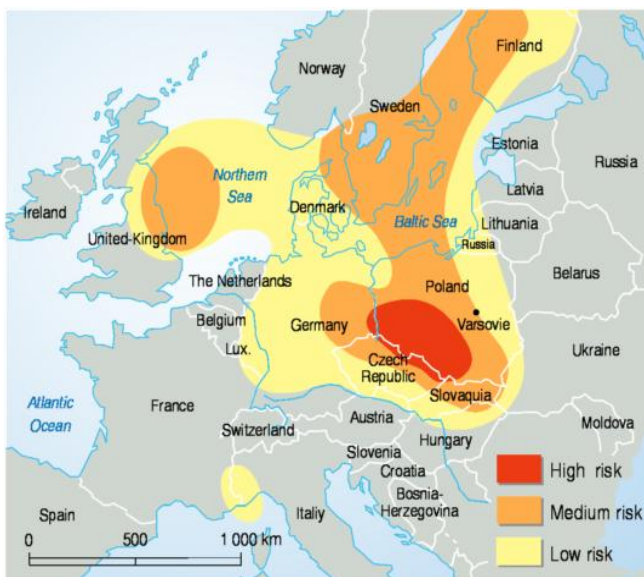 Finland
Norway
Sweden
Estonia
Russia
Northern
Sea
Latvia
Denmark
Ireland
Baltic Sea
Lithuania
United-Kingdom
Russia
Belarus
The Netherlands
Poland
Belgium
Germany
Varsovie
Lux.
Czech
Republic
Ukraine
Slovaquia
Atlantic
Ocean
France
Austria
Moldova
Switzerland
Hungary
Slovenia
Croatia
Bosnia-
Herzegovina
Spain
Italiy
High risk
Medium risk
Low risk
0 500 1 000 km